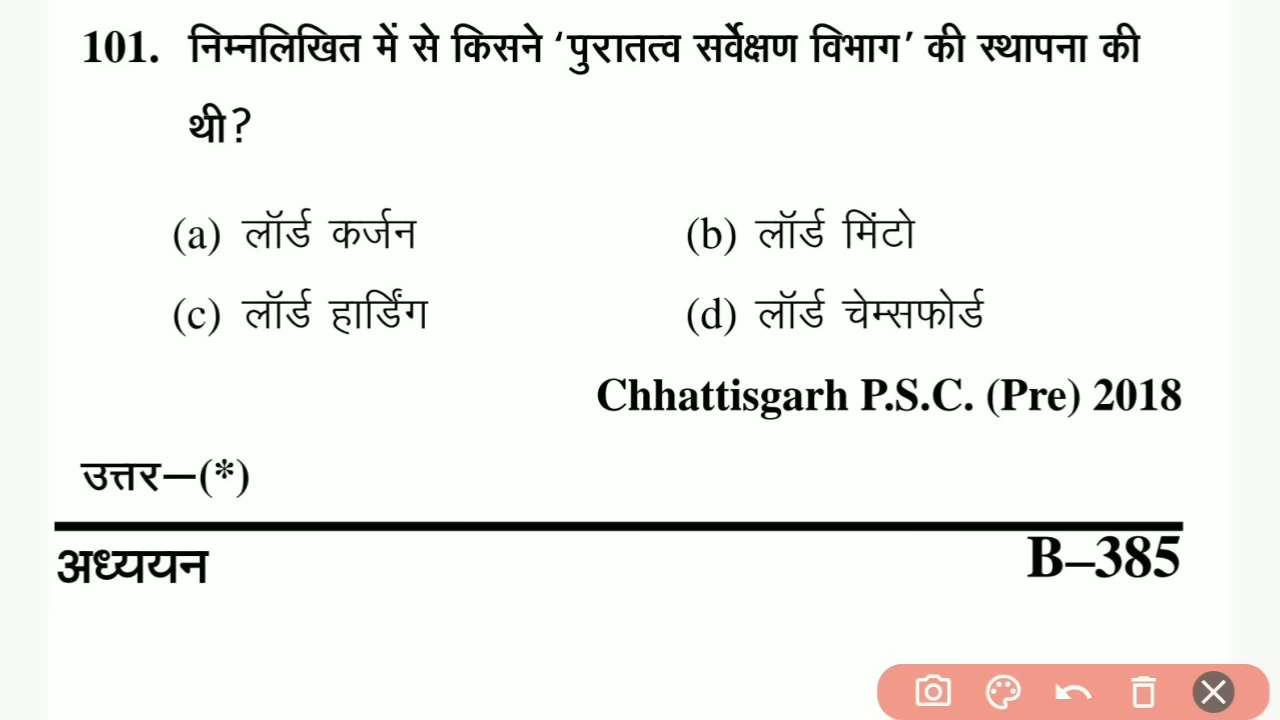 101. निम्नलिखित में से किसने ‘पुरातत्व सर्वेक्षण विभाग’ की स्थापना की
थी?
(a) लॉर्ड कर्जन (b) लॉर्ड मिंटो
(c) लॉर्ड हार्डिंग (d) लॉर्ड चेम्सफोर्ड
Chhattisgarh P.S.C. (Pre) 2018
उत्तर—(*)
अध्ययन B–385